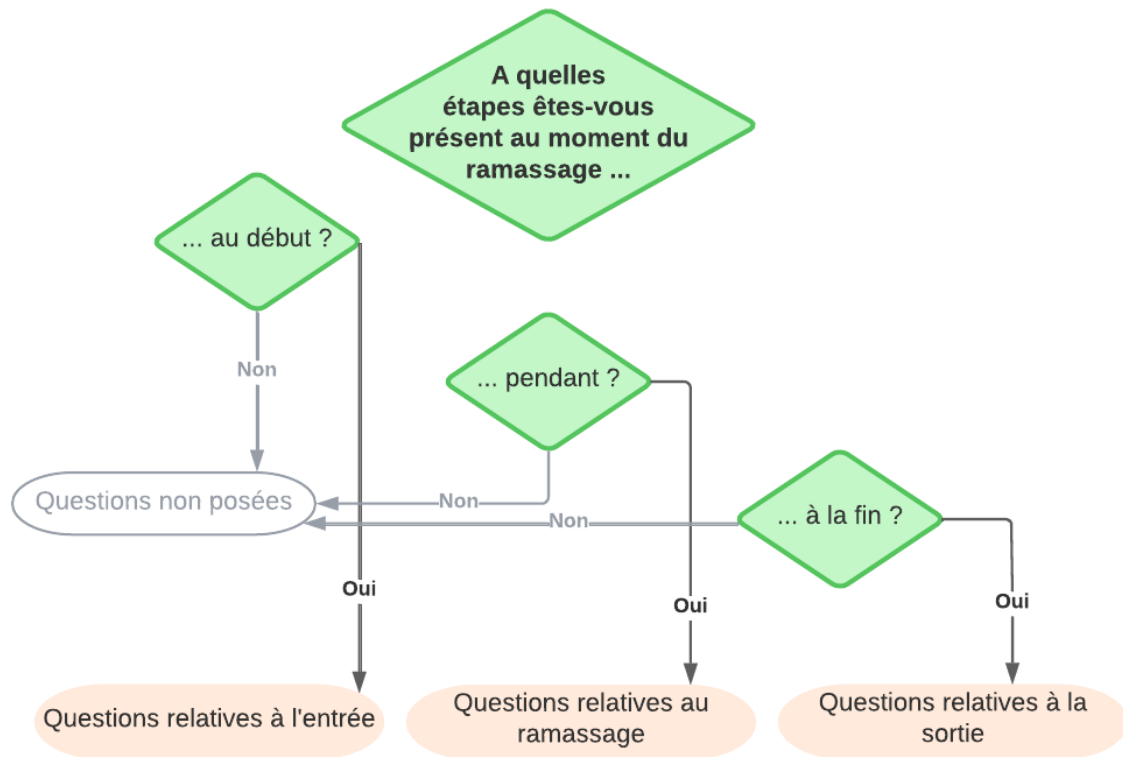 A quelles
étapes êtes-vous
présent au moment du
ramassage ...
... au début ?
Non
... pendant ?
Questions non posées
Non
Non
... à la fin ?
Oui
Oui
Oui
Questions relatives à l'entrée
Questions relatives au
ramassage
Questions relatives à la
sortie